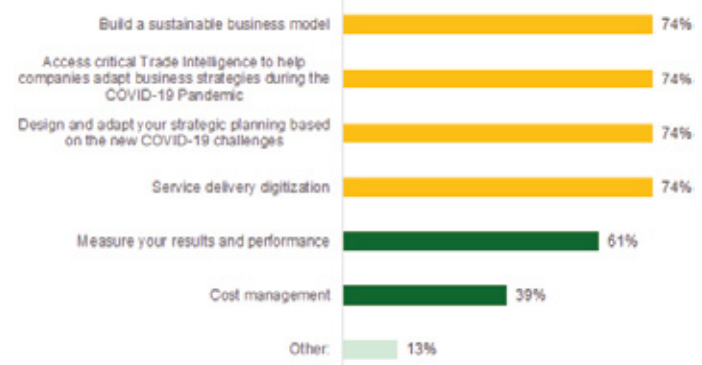 Build a sustainable business model 74%
Access critical Trade Intelligence to help
companies adapt business strategies during the
COVID-19 Pandemic
74%
Design and adapt your strategic planning based
on the new COVID-19 challenges
74%
Service delivery digitization 74%
Measure your results and performance 61%
Cost management 39%
Other: 13%